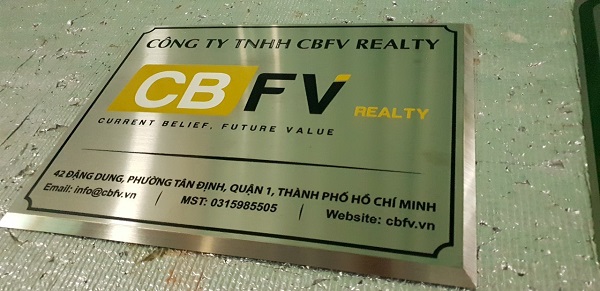 CÔNG TY TNHH CBFV REALTY
CBFV REALTY
CURRENT BELIEF. FUTURE VALUE
42 ĐẶNG DUNG, PHƯỜNG TÂN ĐỊNH, QUẬN 1, THÀNH PHỐ HỒ CHÍ MINH
Email: info@cbfv.vn | MST: 0315985505 | Website: cbfv.vn